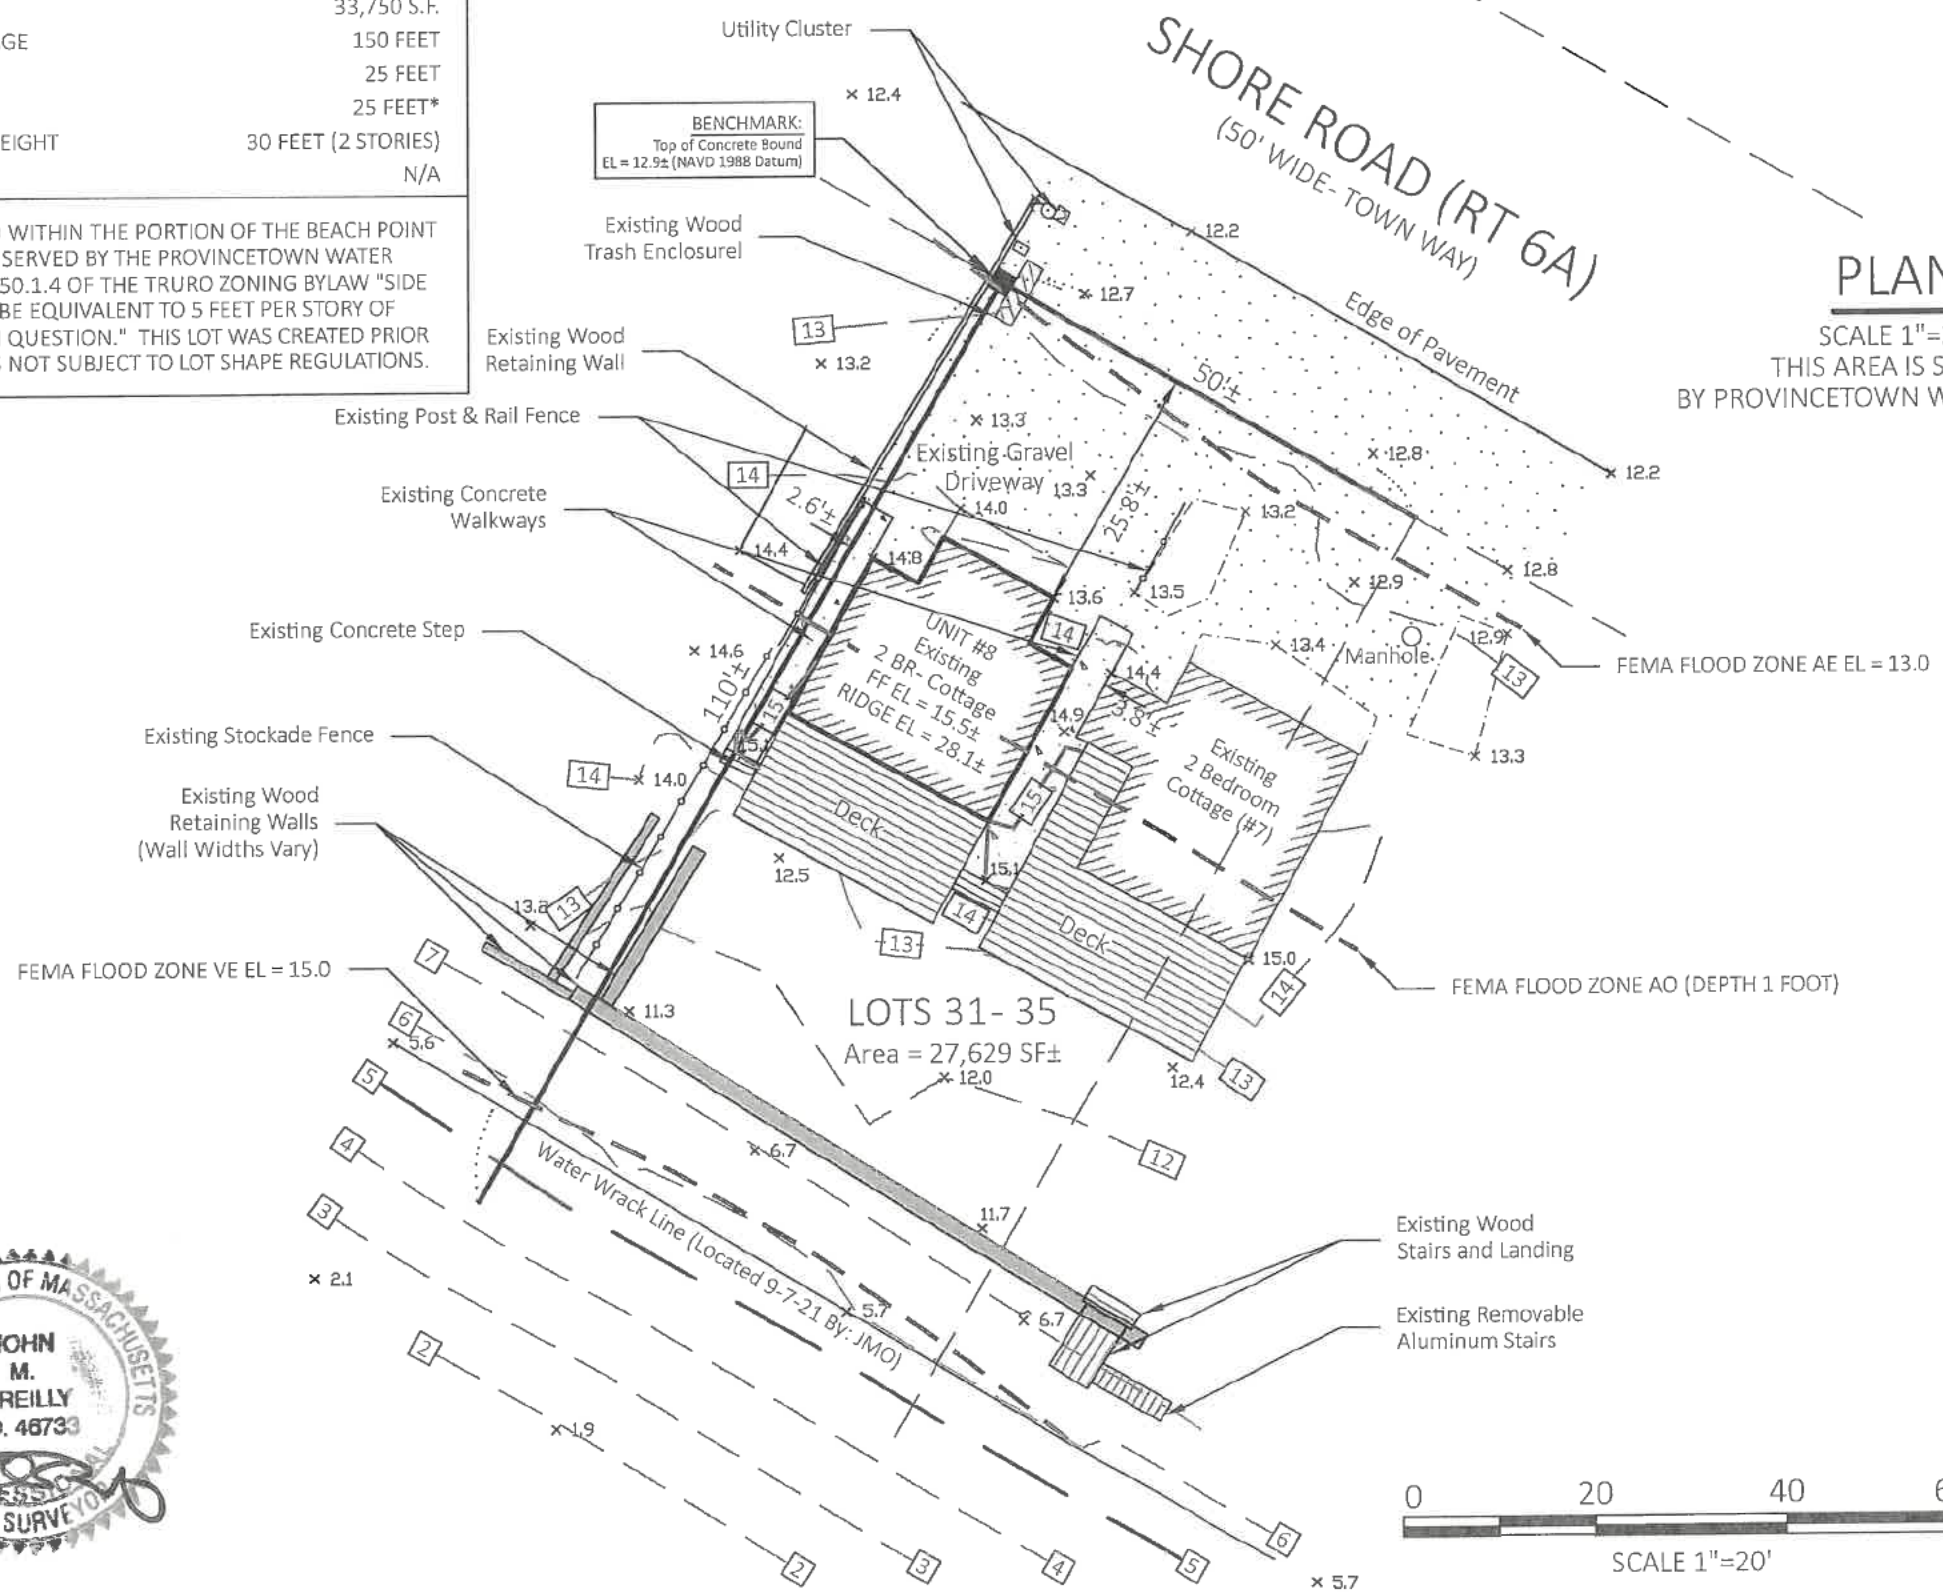 33,750 S.F.
GE 150 FEET
25 FEET
25 FEET*
EIGHT 30 FEET (2 STORIES)
N/A
WITHIN THE PORTION OF THE BEACH POINT
SERVED BY THE PROVINCETOWN WATER
50.1.4 OF THE TRURO ZONING BYLAW "SIDE
BE EQUIVALENT TO 5 FEET PER STORY OF
QUESTION." THIS LOT WAS CREATED PRIOR
NOT SUBJECT TO LOT SHAPE REGULATIONS.
Utility Cluster
12.4
BENCHMARK:
Top of Concrete Bound
EL = 12.9± (NAVD 1988 Datum)
SHORE ROAD (RT 6A)
(50' WIDE- TOWN WAY)
Existing Wood
Trash Enclosurel
12.2
12.7
13
13.2
Edge of Pavement
PLAN
SCALE 1"=
THIS AREA IS S
BY PROVINCETOWN W
Existing Wood
Retaining Wall
50'±
Existing Post & Rail Fence
13.3
Existing Gravel
Driveway
13.3
12.8
12.2
14
2.6'±
14.0
25.8'±
13.2
Existing Concrete
Walkways
14.4
14.8
13.6
13.5
12.9
12.8
Existing Concrete Step
14.6
110'±
UNIT #8
Existing
2 BR- Cottage
FF EL = 15.5±
RIDGE EL = 28.1±
14
14.4
13.4
Manhole
12.9
13
FEMA FLOOD ZONE AE EL = 13.0
15
15.1
14.9
3.8'±
13.3
Existing Stockade Fence
14
14.0
Existing
2 Bedroom
Cottage (#7)
15
Existing Wood
Retaining Walls
(Wall Widths Vary)
Deck
12.5
15.1
13
14
13
Deck
15.0
14
FEMA FLOOD ZONE AO (DEPTH 1 FOOT)
FEMA FLOOD ZONE VE EL = 15.0
7
6
5.6
11.3
LOTS 31- 35
Area = 27,629 SF±
12.0
12.4
13
5
4
3
2
2.1
6.7
12
Water Wrack Line (Located 9-7-21 By: JMO)
11.7
5.7
6.7
Existing Wood
Stairs and Landing
Existing Removable
Aluminum Stairs
1.9
2
3
4
5
6
5.7
OF MASSACHUSETTS
JOHN
M.
REILLY
46733
SURVEYOR
0 20 40
SCALE 1"=20'